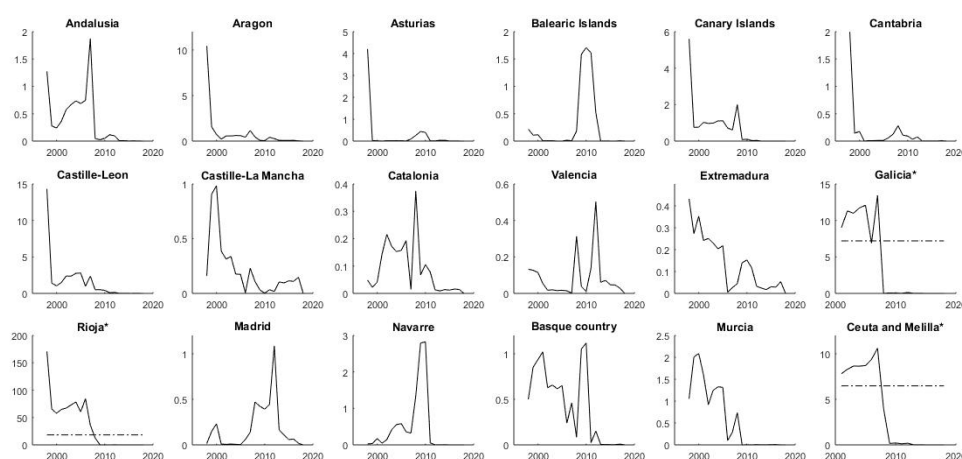 Andalusia
2
1.5
1
0.5
0
2000 2010 2020
Aragon
10
5
0
2000 2010 2020
Asturias
5
4
3
2
1
0
2000 2010 2020
Balearic Islands
2
1.5
1
0.5
0
2000 2010 2020
Canary Islands
6
4
2
0
2000 2010 2020
Cantabria
2
1.5
1
0.5
0
2000 2010 2020
Castille-Leon
15
10
5
0
2000 2010 2020
Castille-La Mancha
1
0.5
0
2000 2010 2020
Catalonia
0.4
0.3
0.2
0.1
0
2000 2010 2020
Valencia
0.6
0.4
0.2
0
2000 2010 2020
Extremadura
0.4
0.3
0.2
0.1
0
2000 2010 2020
Galicia*
15
10
5
0
2010 2020
Rioja*
200
150
100
50
0
2000 2010 2020
Madrid
1
0.5
0
2000 2010 2020
Navarre
3
2
1
0
2000 2010 2020
Basque country
1
0.5
0
2000 2010 2020
Murcia
2.5
2
1.5
1
0.5
0
2000 2010 2020
Ceuta and Melilla*
10
5
0
2010 2020